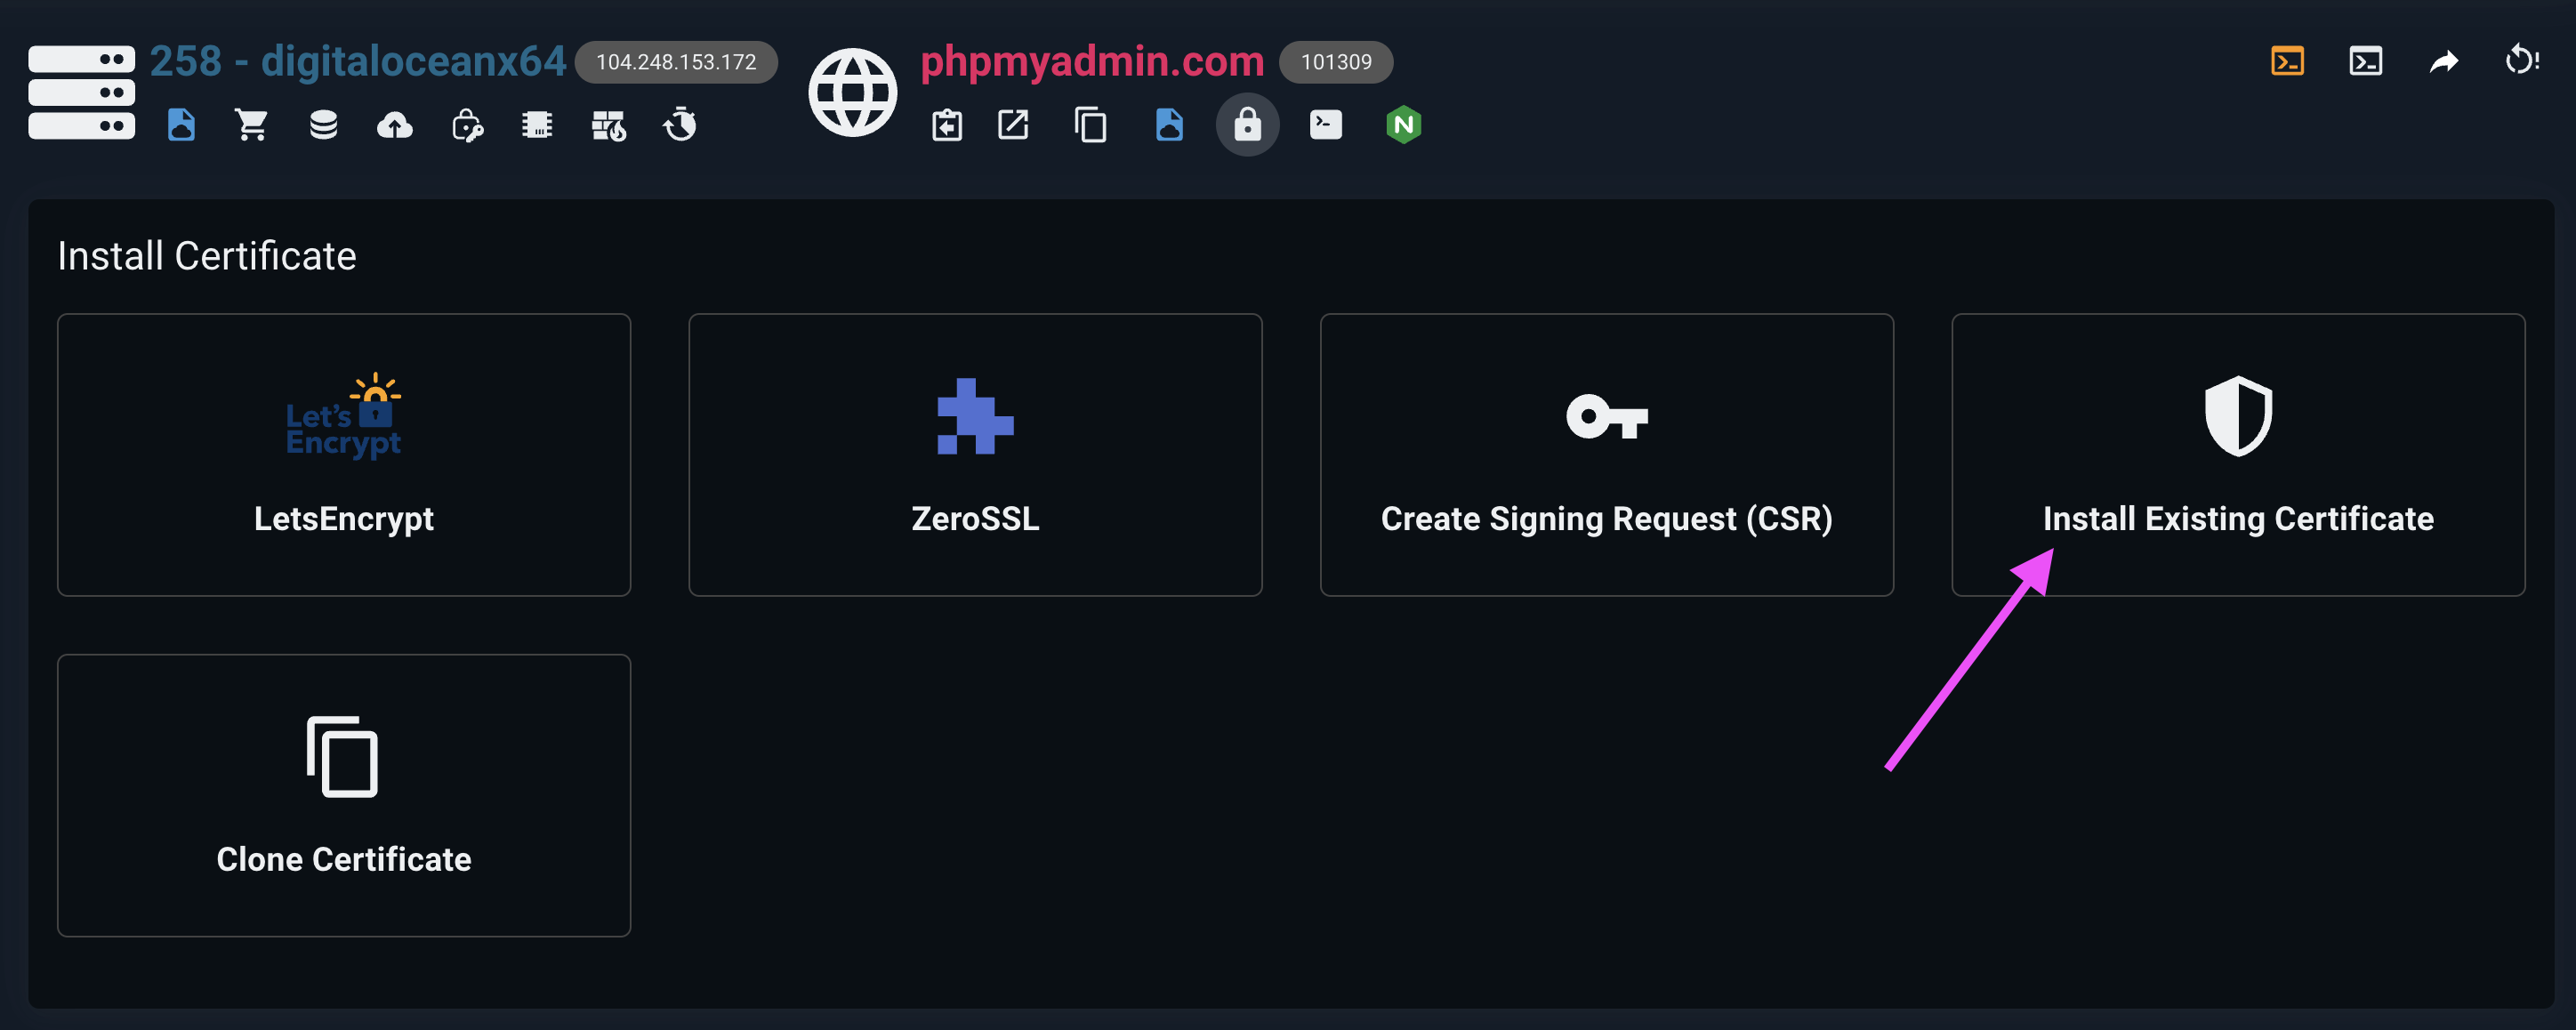 258 - digitaloceanx64 104.248.153.172 phpmyadmin.com 101309
Install Certificate
Let's Encrypt
LetsEncrypt
ZeroSSL
Create Signing Request (CSR)
Install Existing Certificate
Clone Certificate